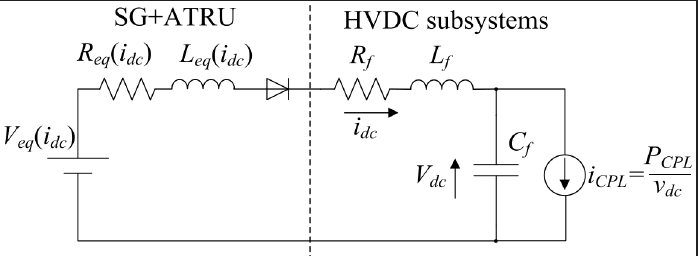 SG+ATRU
HVDC subsystems
R_eq(i_dc)
L_eq(i_dc)
R_f
L_f
i_dc
V_eq(i_dc)
V_dc
C_f
i_CPL=P_CPL/v_dc